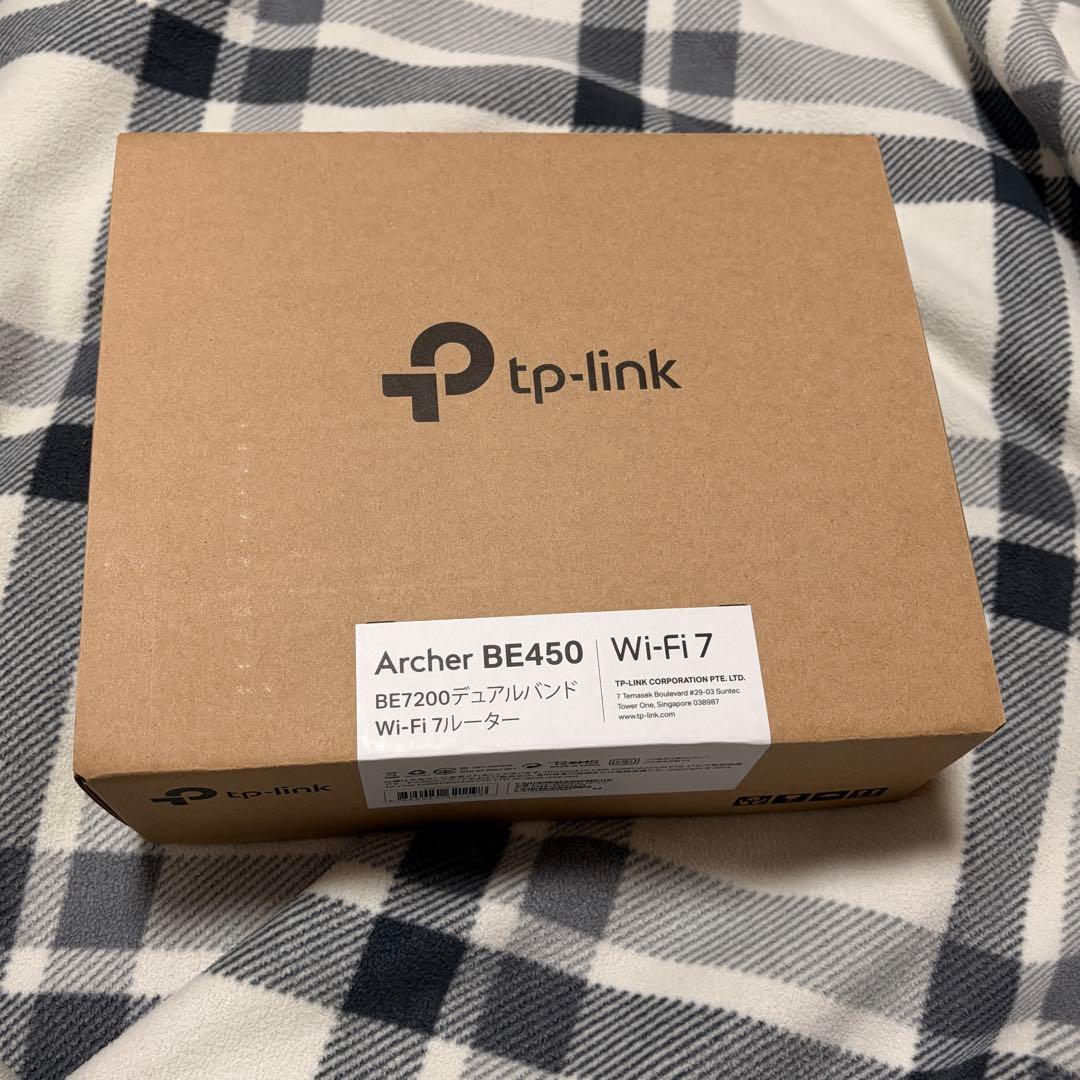 tp-link
Archer BE450
BE7200デュアルバンド
Wi-Fi 7ルーター
Wi-Fi 7
TP-LINK CORPORATION PTE. LTD.
7 Temasek Boulevard #29-03 Suntec
Tower One, Singapore 038987
www.tp-link.com
tp-link